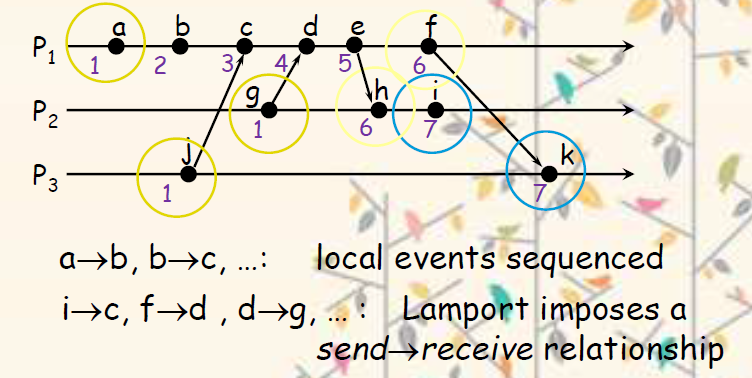 a b c d e f
P1
1 2 3 4 5 6
g h i
P2
1 6 7
j k
P3
1 7
a→b, b→c, …: local events sequenced
i→c, f→d , d→g, … : Lamport imposes a
send→receive relationship